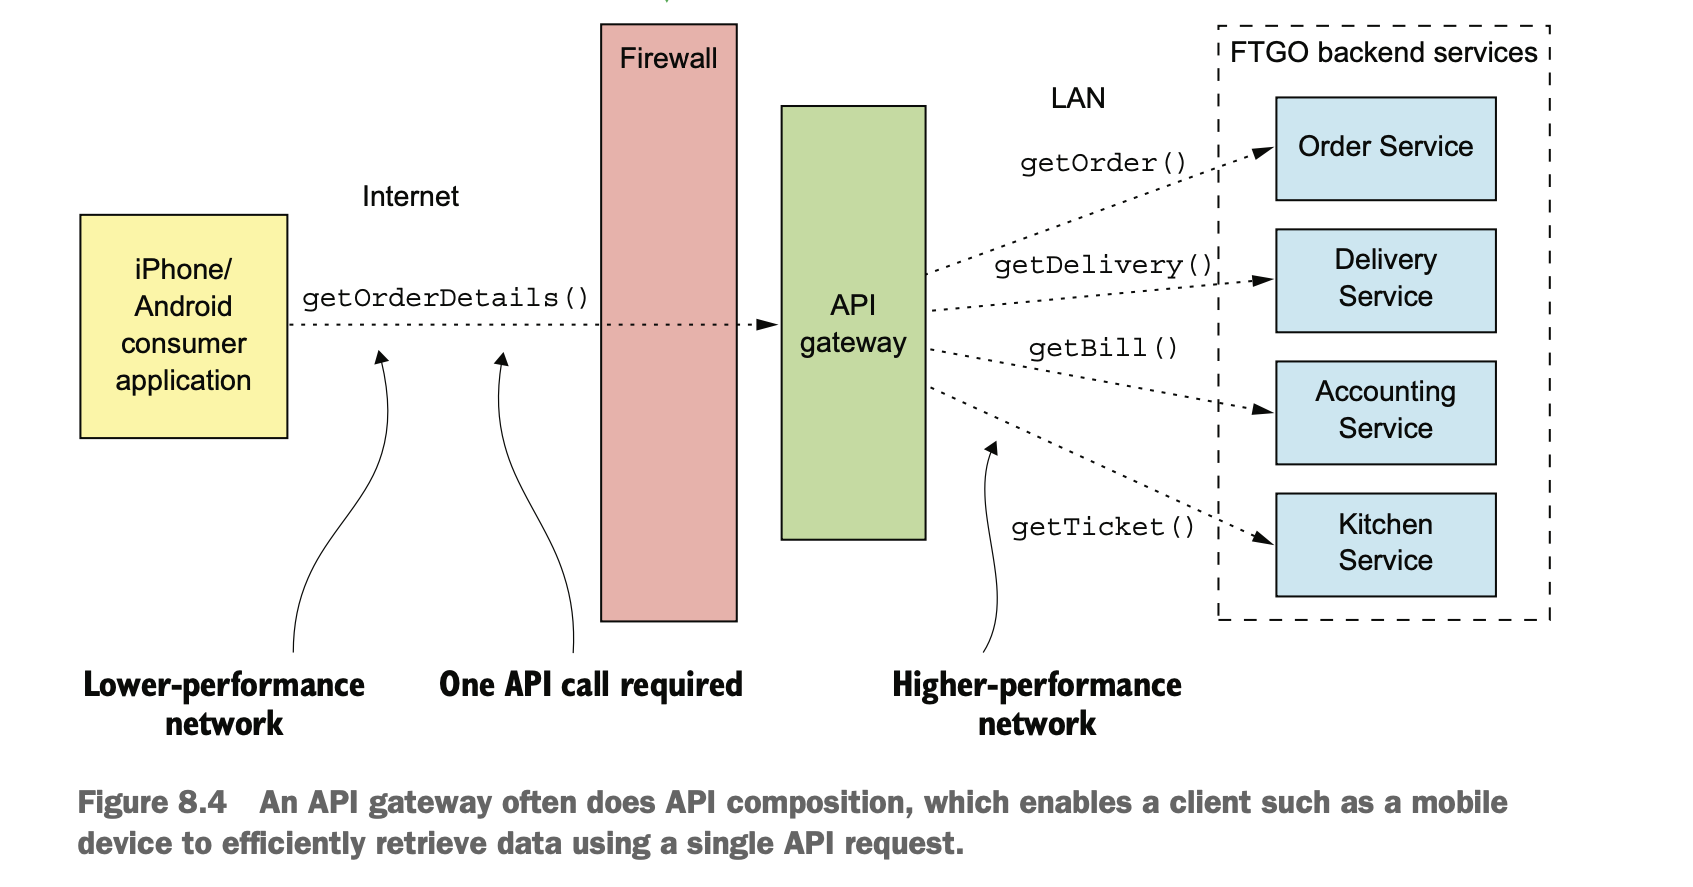 Firewall
FTGO backend services
LAN
Order Service
getOrder()
Internet
iPhone/
Android
consumer
application
getOrderDetails()
API
gateway
getDelivery()
Delivery
Service
getBill()
Accounting
Service
getTicket()
Kitchen
Service
Lower-performance
network
One API call required
Higher-performance
network
Figure 8.4 An API gateway often does API composition, which enables a client such as a mobile
device to efficiently retrieve data using a single API request.